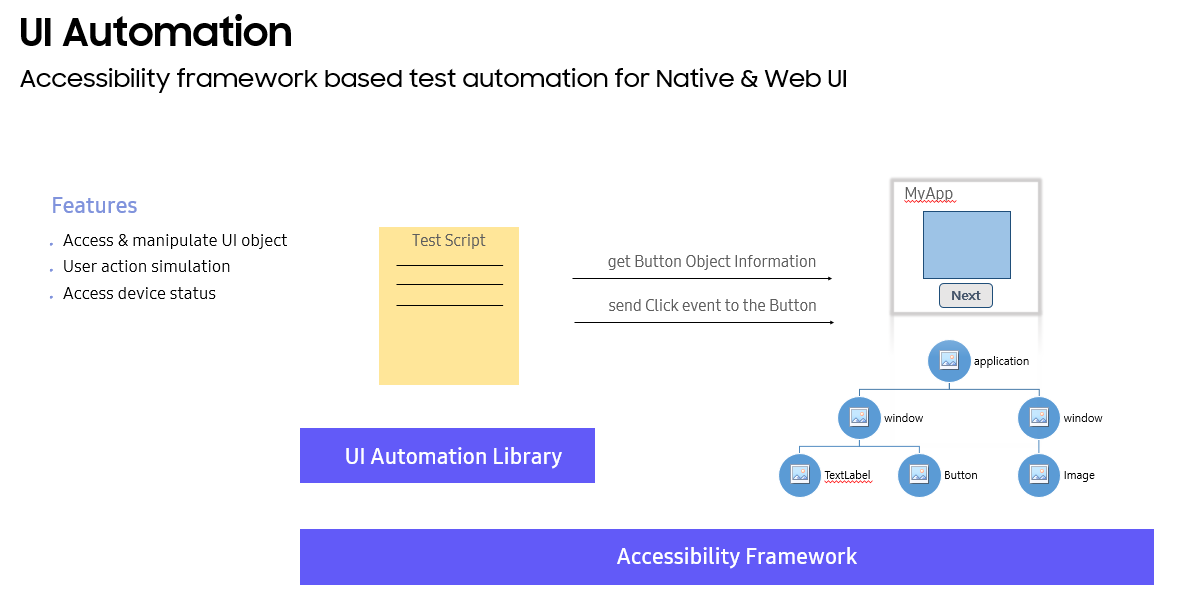 UI Automation
Accessibility framework based test automation for Native & Web UI
Features
Access & manipulate UI object
User action simulation
Access device status
Test Script
get Button Object Information
send Click event to the Button
MyApp
Next
application
window
window
TextLabel
Button
Image
UI Automation Library
Accessibility Framework